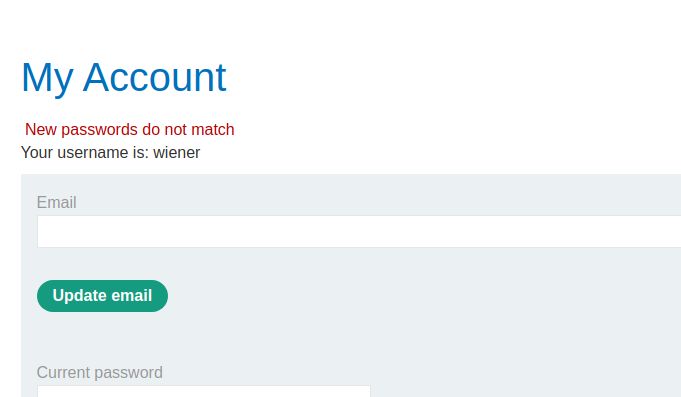 My Account
New passwords do not match
Your username is: wiener
Email
Update email
Current password